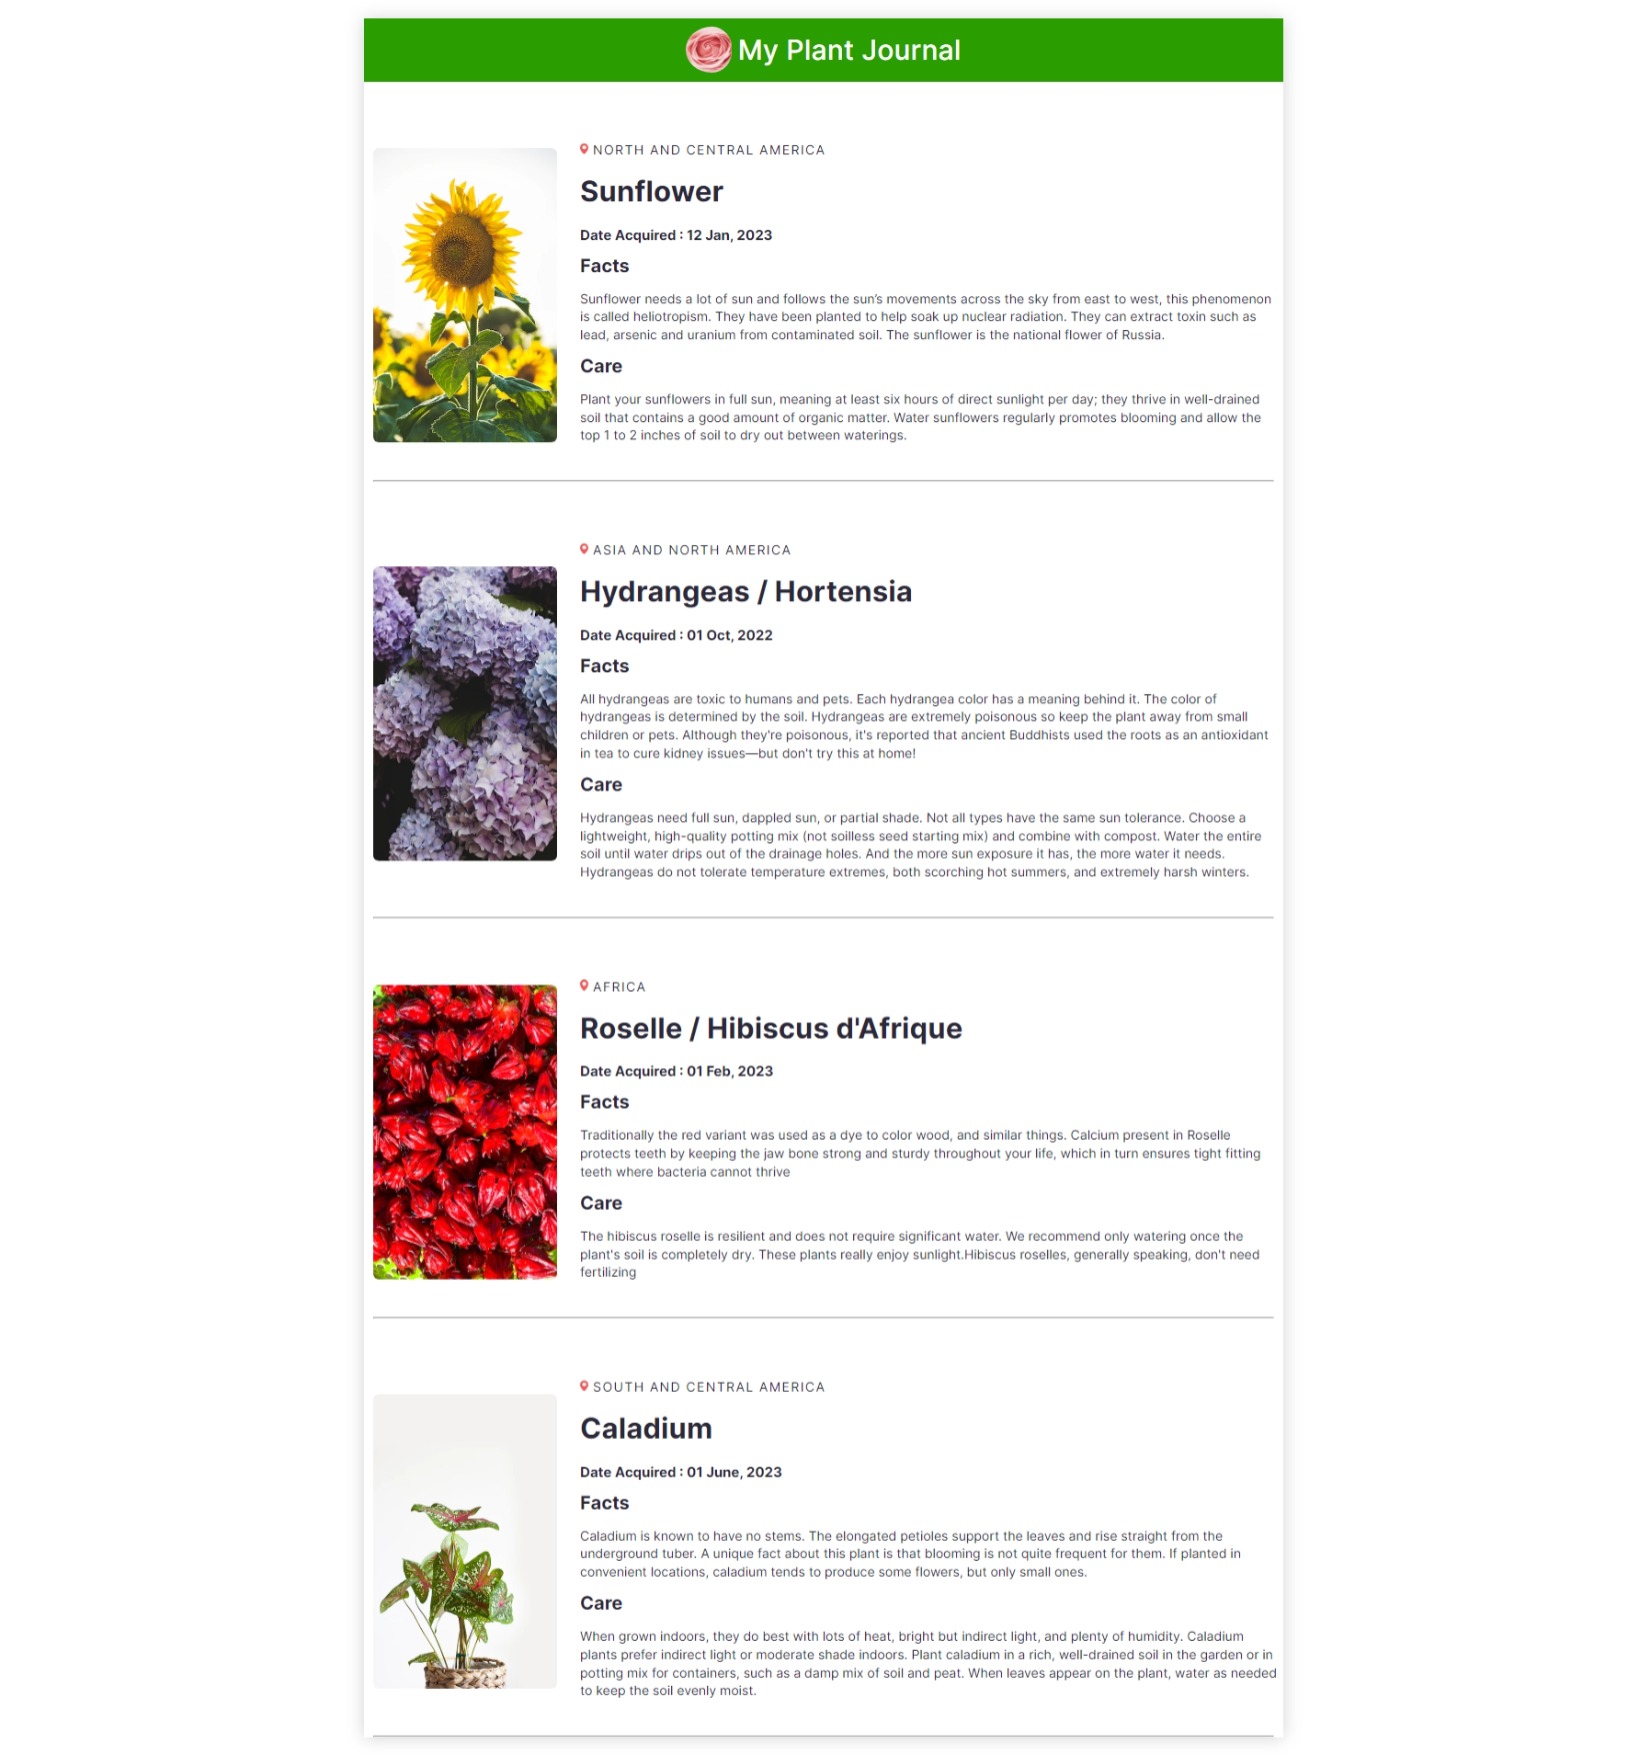 My Plant Journal
NORTH AND CENTRAL AMERICA
Sunflower
Date Acquired : 12 Jan, 2023
Facts
Sunflower needs a lot of sun and follows the sun's movements across the sky from east to west, this phenomenon
is called heliotropism. They have been planted to help soak up nuclear radiation. They can extract toxin such as
lead, arsenic and uranium from contaminated soil. The sunflower is the national flower of Russia.
Care
Plant your sunflowers in full sun, meaning at least six hours of direct sunlight per day; they thrive in well-drained
soil that contains a good amount of organic matter. Water sunflowers regularly promotes blooming and allow the
top 1 to 2 inches of soil to dry out between waterings.
ASIA AND NORTH AMERICA
Hydrangeas / Hortensia
Date Acquired : 01 Oct, 2022
Facts
All hydrangeas are toxic to humans and pets. Each hydrangea color has a meaning behind it. The color of
hydrangeas is determined by the soil. Hydrangeas are extremely poisonous so keep the plant away from small
children or pets. Although they're poisonous, it's reported that ancient Buddhists used the roots as an antioxidant
in tea to cure kidney issues—but don't try this at home!
Care
Hydrangeas need full sun, dappled sun, or partial shade. Not all types have the same sun tolerance. Choose a
lightweight, high-quality potting mix (not soilless seed starting mix) and combine with compost. Water the entire
soil until water drips out of the drainage holes. And the more sun exposure it has, the more water it needs.
Hydrangeas do not tolerate temperature extremes, both scorching hot summers, and extremely harsh winters.
AFRICA
Roselle / Hibiscus d'Afrique
Date Acquired : 01 Feb, 2023
Facts
Traditionally the red variant was used as a dye to color wood, and similar things. Calcium present in Roselle
protects teeth by keeping the jaw bone strong and sturdy throughout your life, which in turn ensures tight fitting
teeth where bacteria cannot thrive
Care
The hibiscus roselle is resilient and does not require significant water. We recommend only watering once the
plant's soil is completely dry. These plants really enjoy sunlight.Hibiscus roselles, generally speaking, don't need
fertilizing
SOUTH AND CENTRAL AMERICA
Caladium
Date Acquired : 01 June, 2023
Facts
Caladium is known to have no stems. The elongated petioles support the leaves and rise straight from the
underground tuber. A unique fact about this plant is that blooming is not quite frequent for them. If planted in
convenient locations, caladium tends to produce some flowers, but only small ones.
Care
When grown indoors, they do best with lots of heat, bright but indirect light, and plenty of humidity. Caladium
plants prefer indirect light or moderate shade indoors. Plant caladium in a rich, well-drained soil in the garden or in
potting mix for containers, such as a damp mix of soil and peat. When leaves appear on the plant, water as needed
to keep the soil evenly moist.